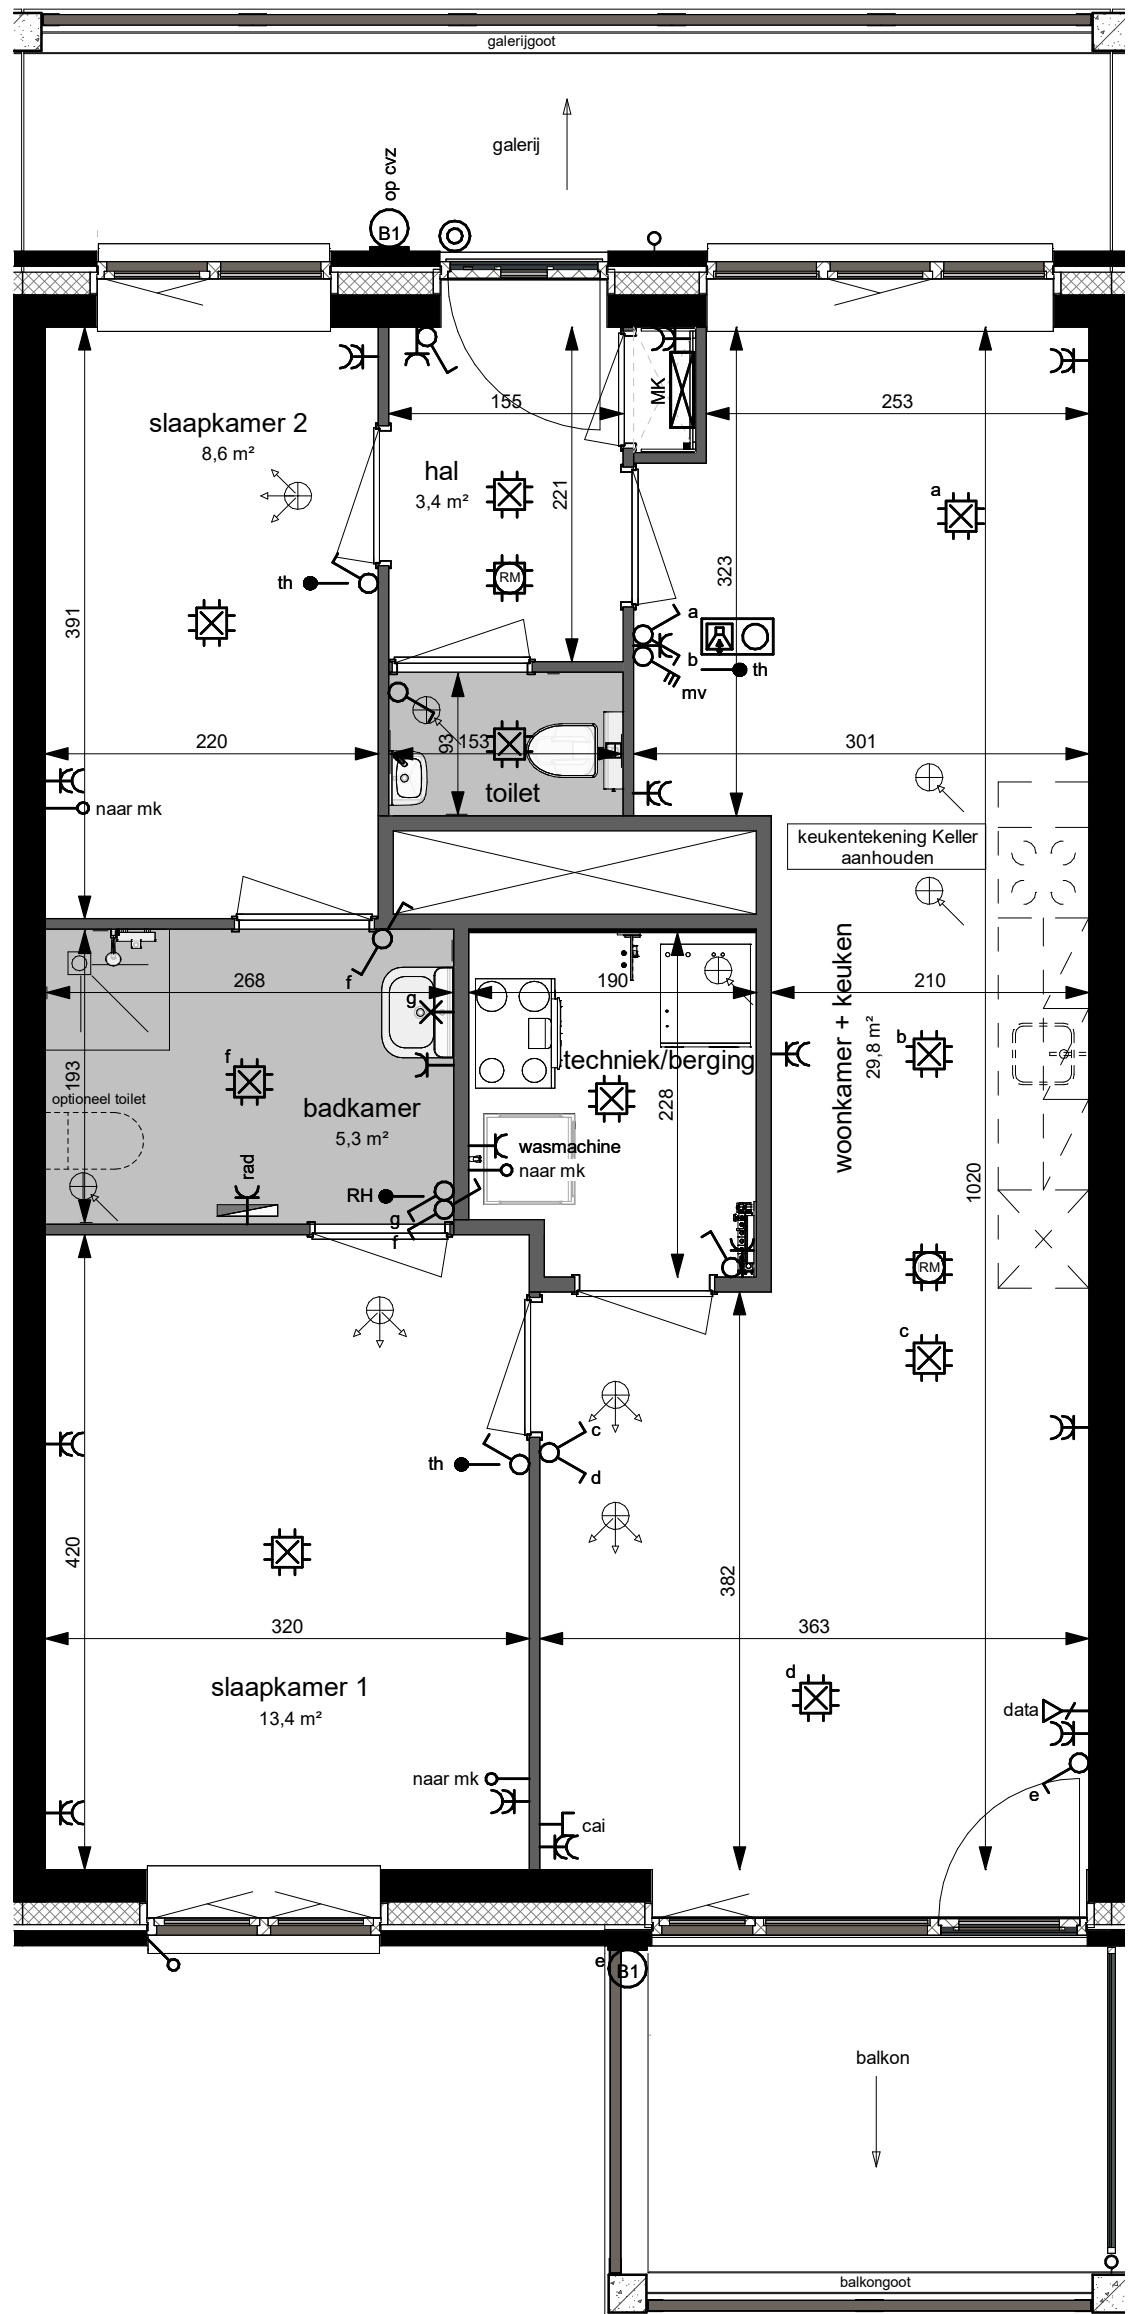 galerijgoot
galerij
op cvz
B1
MK
155
253
slaapkamer 2
8,6 m²
hal
3,4 m²
221
a
RM
th
323
391
a
b
th
mv
220
93
153
301
toilet
naar mk
keukentekening Keller
aanhouden
woonkamer + keuken
29,8 m²
f
268
g
190
210
193
f
b
techniek/berging
optioneel toilet
badkamer
5,3 m²
228
wasmachine
naar mk
rad
RH
g
f
1020
RM
c
c
th
d
420
382
320
363
slaapkamer 1
13,4 m²
d
data
naar mk
e
cai
e
B1
balkon
balkongoot